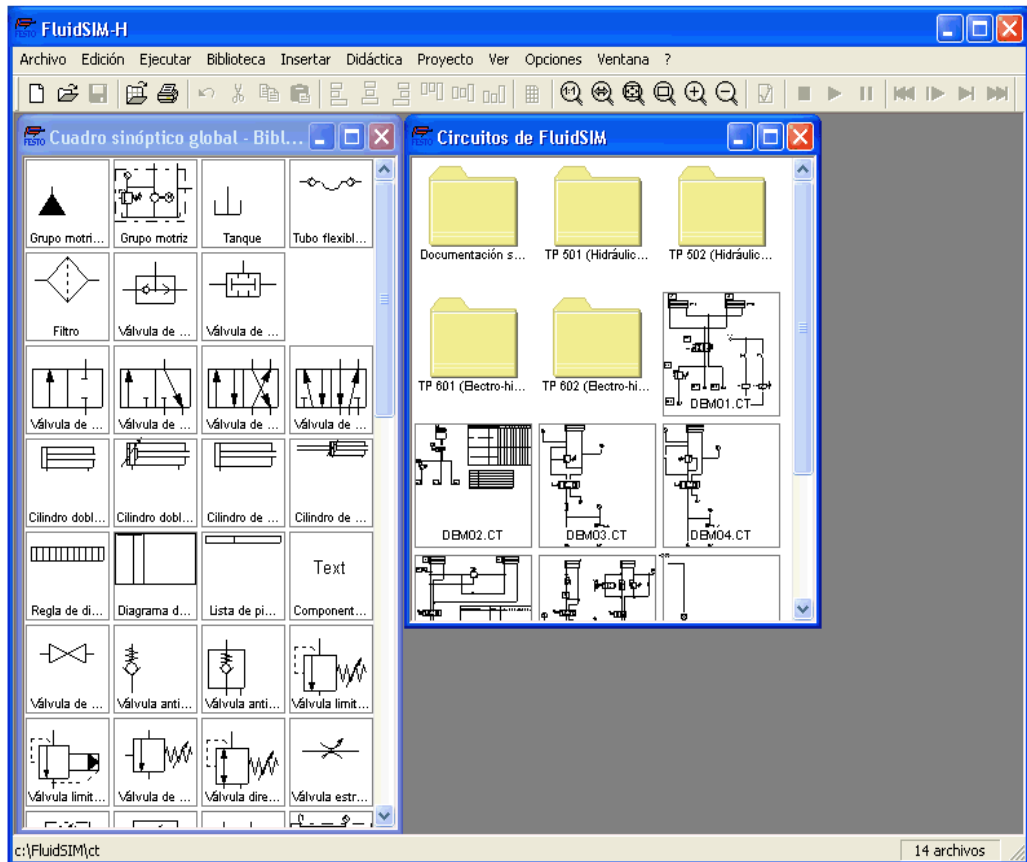 FluidSIM-H
Archivo Edición Ejecutar Biblioteca Insertar Didáctica Proyecto Ver Opciones Ventana ?
Cuadro sinóptico global - Bibl...
Grupo motri... Grupo motriz Tanque Tubo flexibl...
Filtro Válvula de ... Válvula de ...
Válvula de ... Válvula de ... Válvula de ... Válvula de ...
Cilindro dobl... Cilindro dobl... Cilindro de ... Cilindro de ...
Text
Regla de di... Diagrama d... Lista de pi... Component...
Válvula de ... Válvula anti... Válvula anti... Válvula limit...
Válvula limit... Válvula de ... Válvula dire... Válvula estr...
Circuitos de FluidSIM
Documentación s... TP 501 (Hidráulic... TP 502 (Hidráulic...
TP 601 (Electro-hi... TP 602 (Electro-hi... DEMO1.CT
DEMO2.CT DEMO3.CT DEMO4.CT
c:\FluidSIM\ct 14 archivos